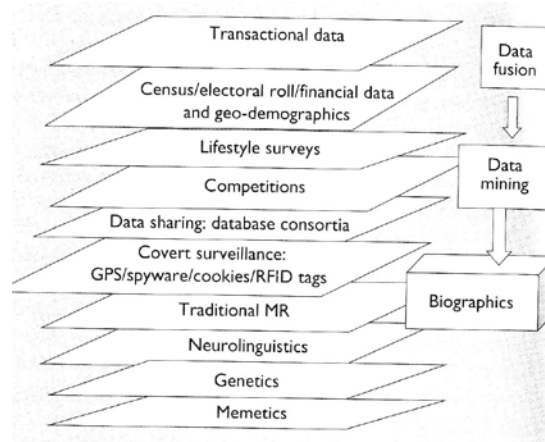 Transactional data
Census/electoral roll/financial data
and geo-demographics
Lifestyle surveys
Competitions
Data sharing: database consortia
Covert surveillance:
GPS/spyware/cookies/RFID tags
Traditional MR
Neurolinguistics
Genetics
Memetics
Data
fusion
Data
mining
Biographics